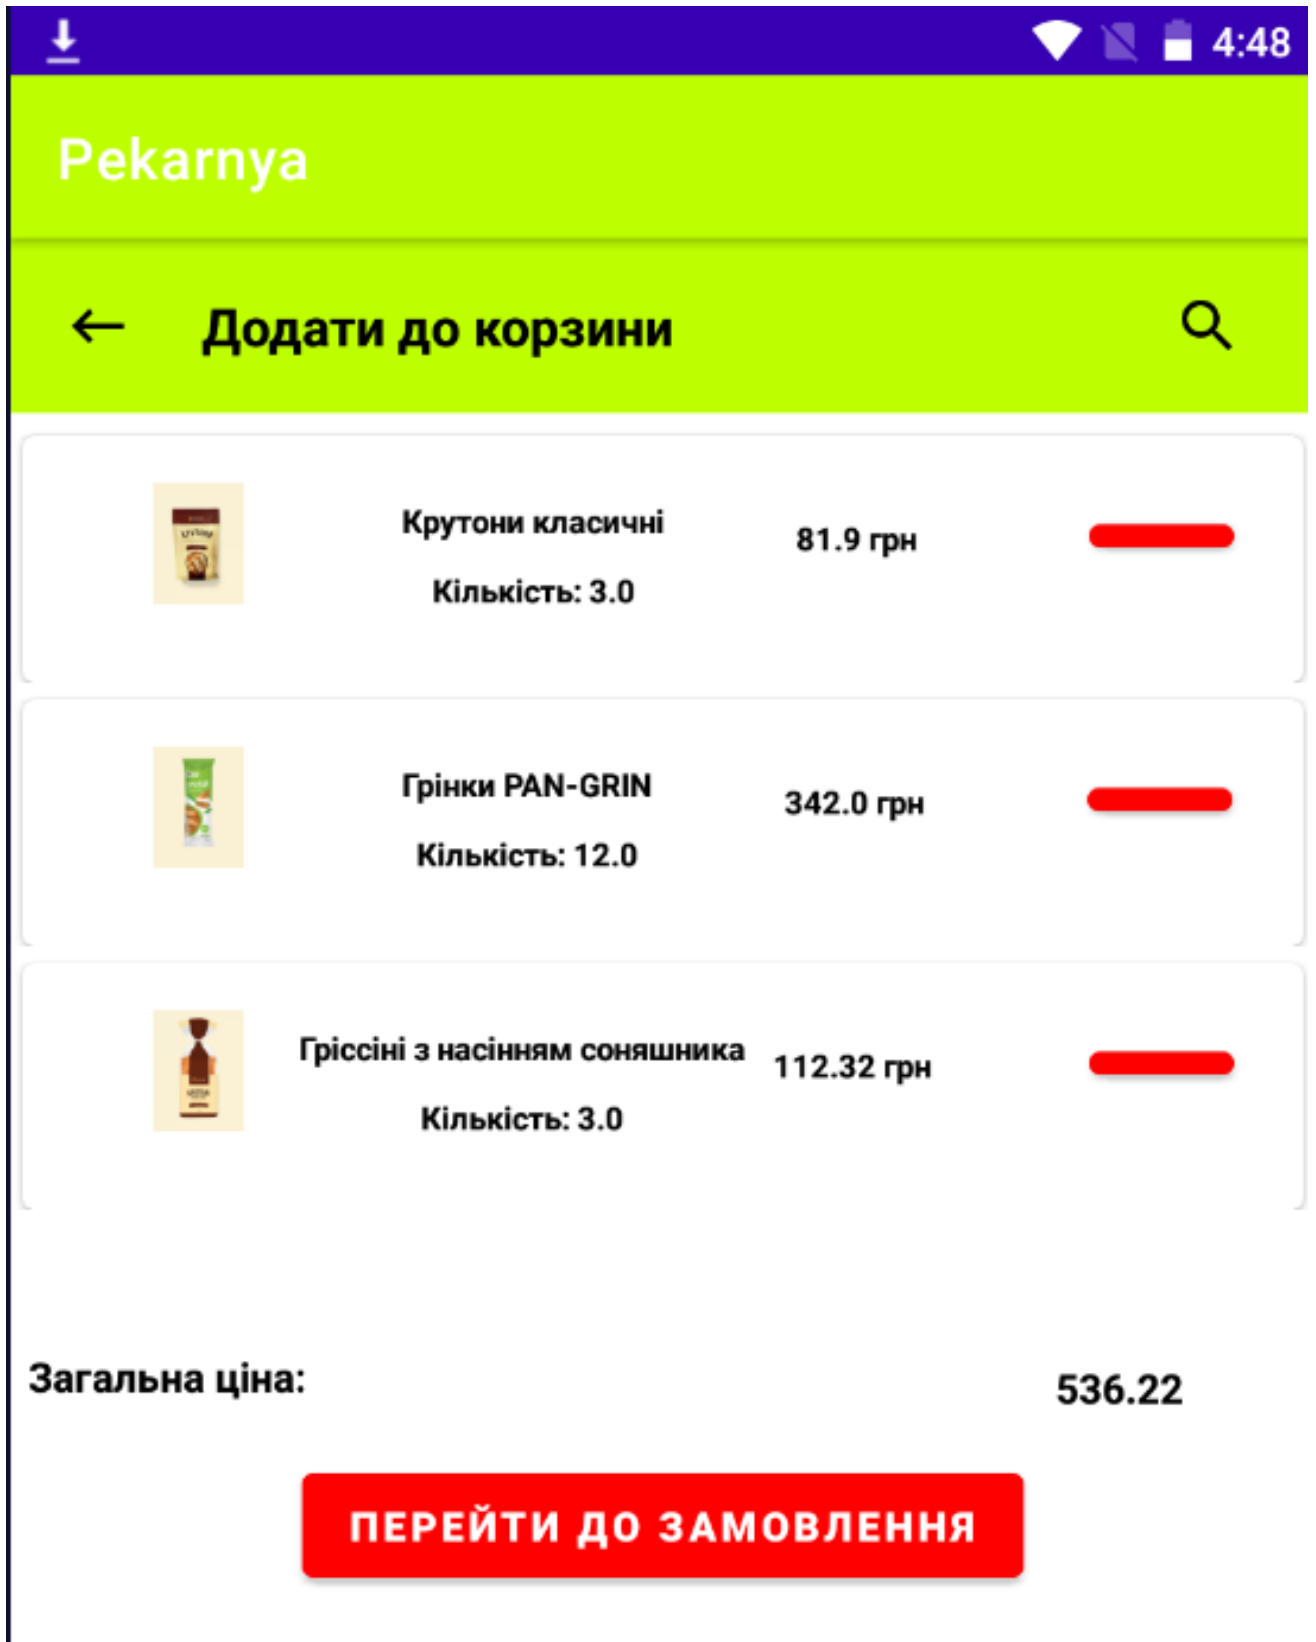 4:48
Pekarnya
Додати до корзини
Крутони класичні
81.9 грн
Кількість: 3.0
Грінки PAN-GRIN
342.0 грн
Кількість: 12.0
Гріссіні з насінням соняшника
112.32 грн
Кількість: 3.0
Загальна ціна:
536.22
ПЕРЕЙТИ ДО ЗАМОВЛЕННЯ